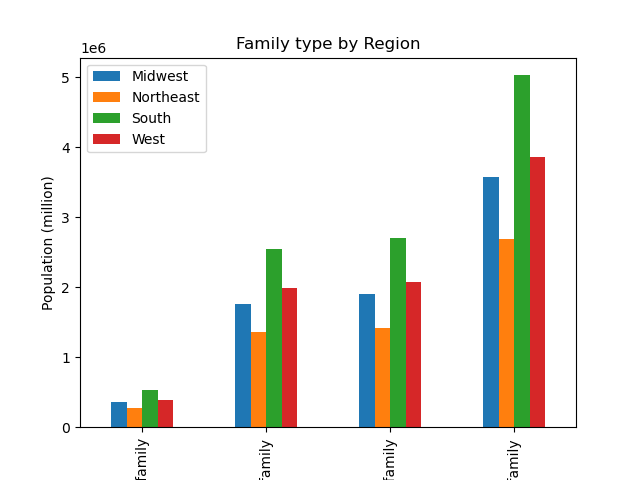 Family type by Region
1e6
Midwest
Northeast
South
West
Population (million)
5
4
3
2
1
0
family
family
family
family